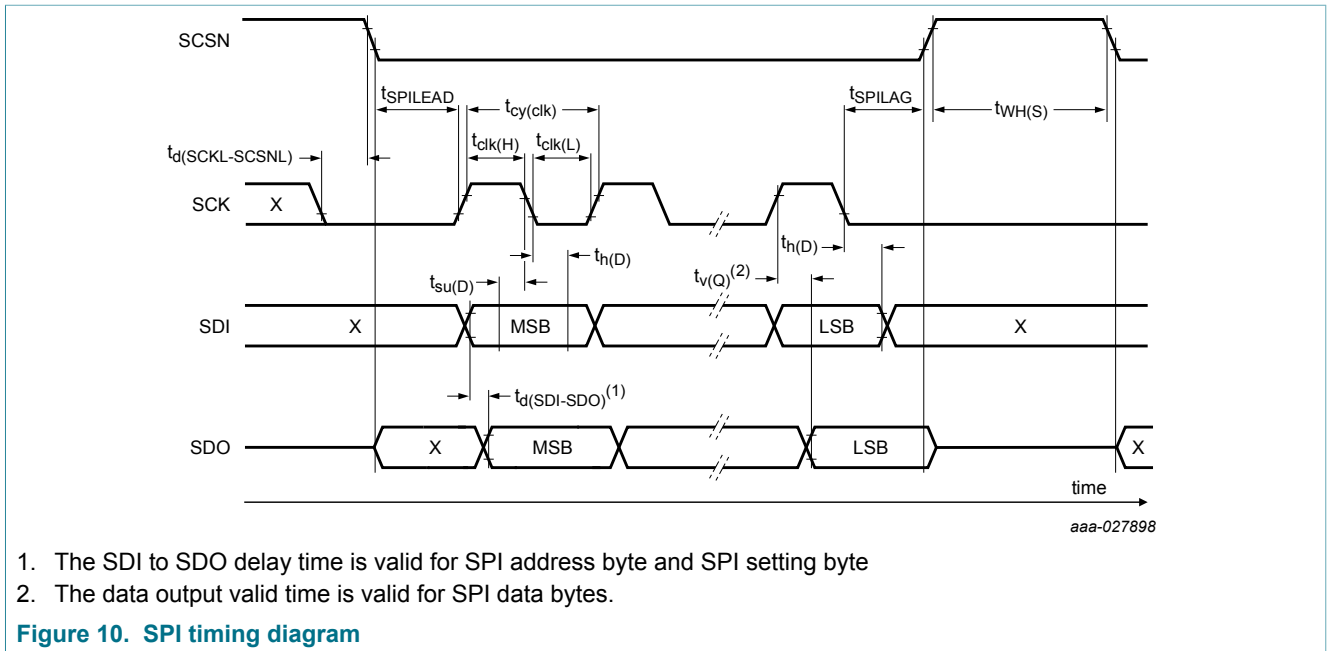 SCSN
tSPILEAD
tcy(clk)
tSPILAG
tWH(S)
tclk(H)
tclk(L)
td(SCKL-SCSNL)
SCK
X
th(D)
th(D)
tsu(D)
tv(Q)(2)
SDI
X
MSB
LSB
X
td(SDI-SDO)(1)
SDO
X
MSB
LSB
X
time
aaa-027898
1. The SDI to SDO delay time is valid for SPI address byte and SPI setting byte
2. The data output valid time is valid for SPI data bytes.
Figure 10. SPI timing diagram